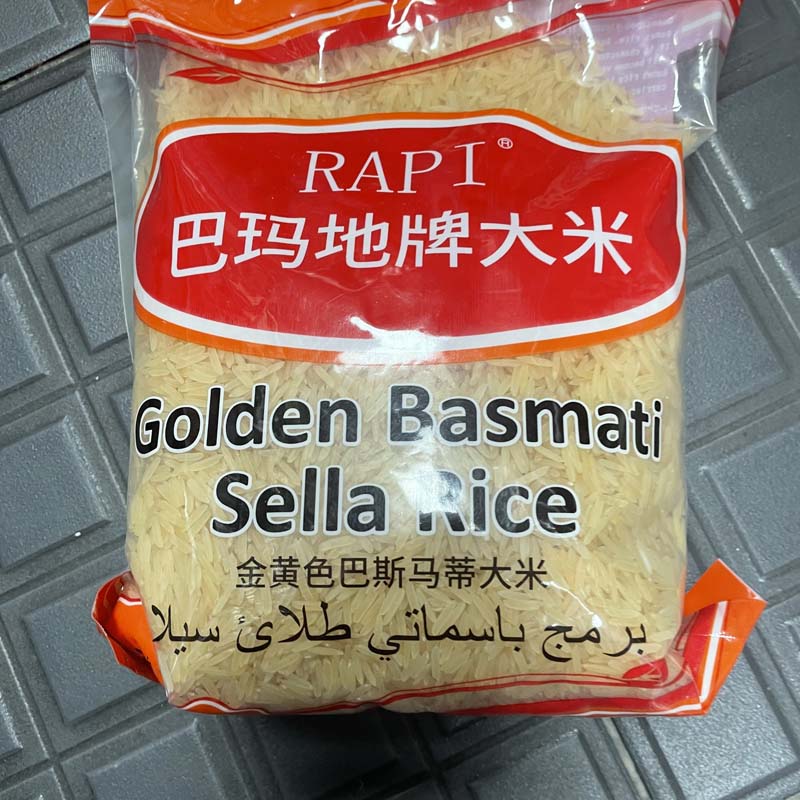 RAPI®
巴玛地牌大米
Golden Basmati
Sella Rice
金黄色巴斯马蒂大米
برمج باسماتي طلائ سيلا